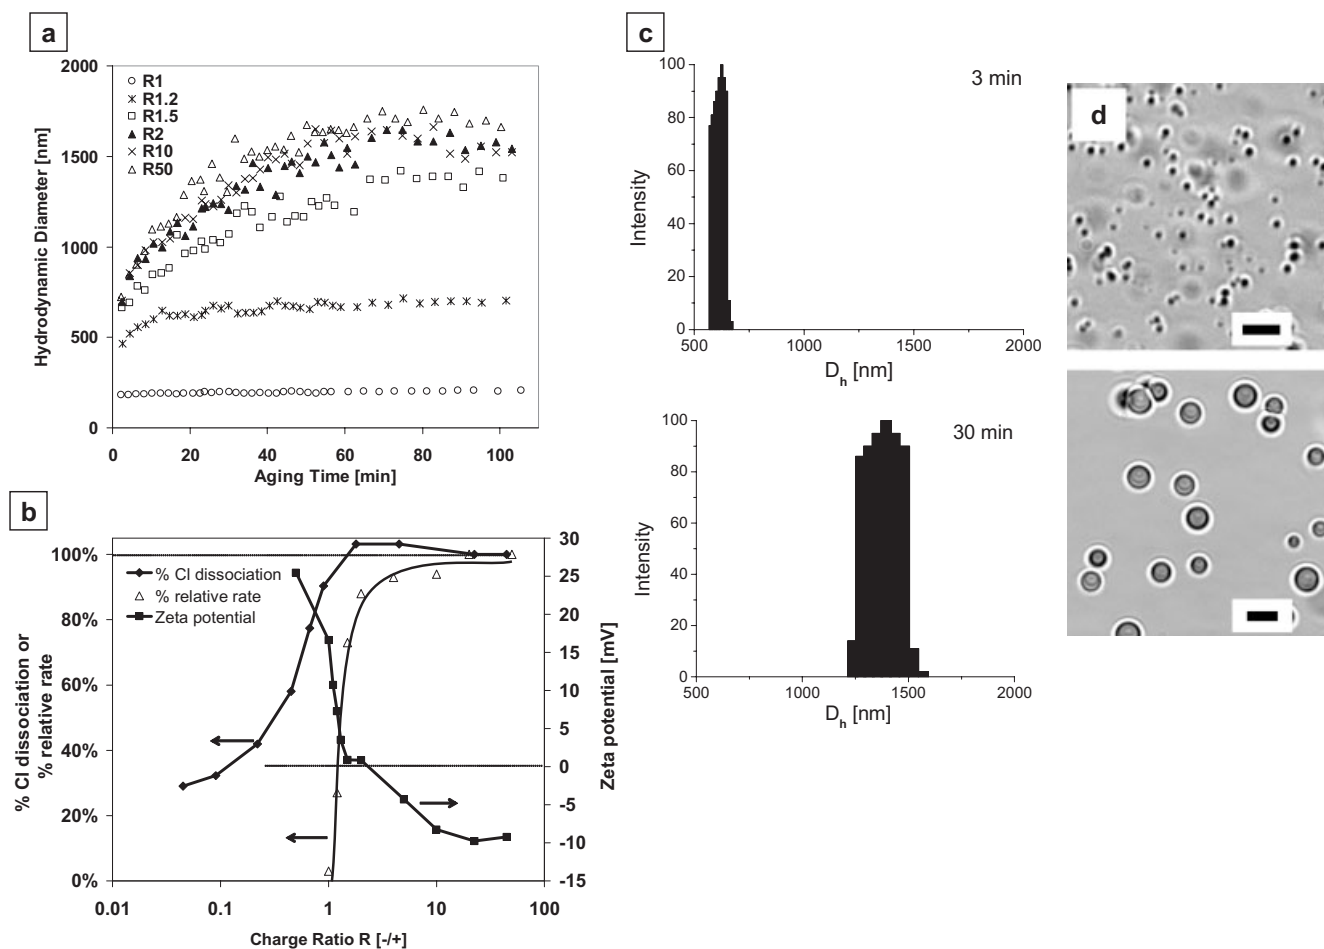 a
2000
1500
1000
500
0
Hydrodynamic Diameter [nm]
R1
R1.2
R1.5
R2
R10
R50
0 20 40 60 80 100
Aging Time [min]
b
100%
80%
60%
40%
20%
0%
% Cl dissociation or
% relative rate
% Cl dissociation
% relative rate
Zeta potential
30
25
20
15
10
5
0
-5
-10
-15
Zeta potential [mV]
0.01 0.1 1 10 100
Charge Ratio R [-/+]
c
3 min
100
80
60
40
20
0
Intensity
500 1000 1500 2000
Dₕ [nm]
30 min
100
80
60
40
20
0
Intensity
500 1000 1500 2000
Dₕ [nm]
d